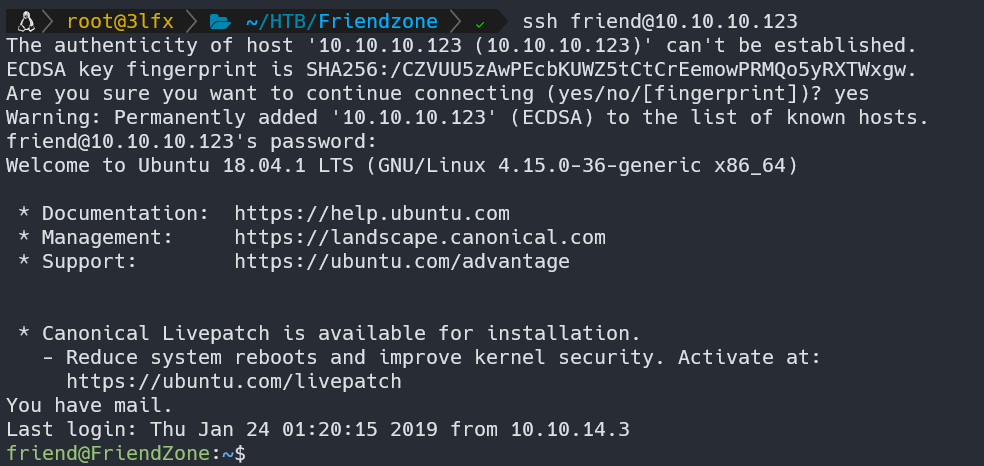 root@3lfx ~/HTB/Friendzone ✓ ssh friend@10.10.10.123
The authenticity of host '10.10.10.123 (10.10.10.123)' can't be established.
ECDSA key fingerprint is SHA256:/CZVUU5zAwPEcbKUWZ5tCtCrEemowPRMQo5yRXTWxgw.
Are you sure you want to continue connecting (yes/no/[fingerprint])? yes
Warning: Permanently added '10.10.10.123' (ECDSA) to the list of known hosts.
friend@10.10.10.123's password:
Welcome to Ubuntu 18.04.1 LTS (GNU/Linux 4.15.0-36-generic x86_64)

 * Documentation:  https://help.ubuntu.com
 * Management:     https://landscape.canonical.com
 * Support:        https://ubuntu.com/advantage


 * Canonical Livepatch is available for installation.
   - Reduce system reboots and improve kernel security. Activate at:
     https://ubuntu.com/livepatch
You have mail.
Last login: Thu Jan 24 01:20:15 2019 from 10.10.14.3
friend@FriendZone:~$